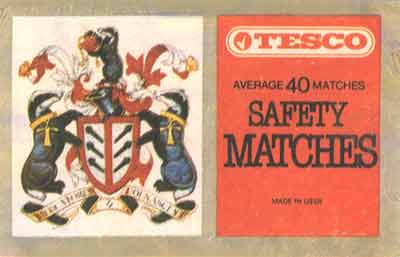 TESCO
AVERAGE 40 MATCHES
SAFETY
MATCHES
MADE IN USSR